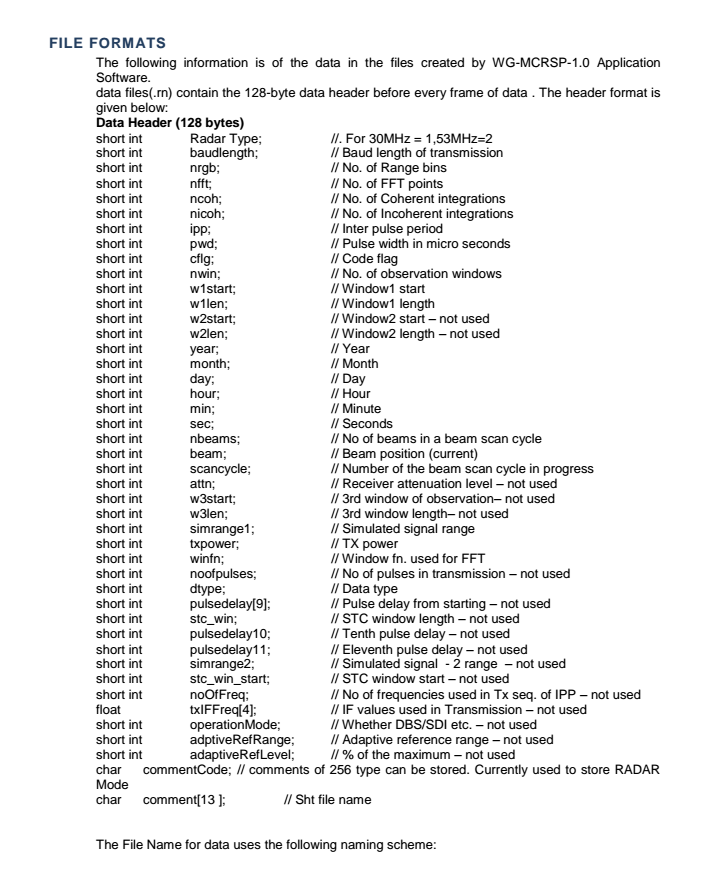 FILE FORMATS
The following information is of the data in the files created by WG-MCRSP-1.0 Application
Software.
data files(.rn) contain the 128-byte data header before every frame of data . The header format is
given below:
Data Header (128 bytes)
short int Radar Type; //. For 30MHz = 1,53MHz=2
short int baudlength; // Baud length of transmission
short int nrgb; // No. of Range bins
short int nfft; // No. of FFT points
short int ncoh; // No. of Coherent integrations
short int nicoh; // No. of Incoherent integrations
short int ipp; // Inter pulse period
short int pwd; // Pulse width in micro seconds
short int cflg; // Code flag
short int nwin; // No. of observation windows
short int w1start; // Window1 start
short int w1len; // Window1 length
short int w2start; // Window2 start – not used
short int w2len; // Window2 length – not used
short int year; // Year
short int month; // Month
short int day; // Day
short int hour; // Hour
short int min; // Minute
short int sec; // Seconds
short int nbeams; // No of beams in a beam scan cycle
short int beam; // Beam position (current)
short int scancycle; // Number of the beam scan cycle in progress
short int attn; // Receiver attenuation level – not used
short int w3start; // 3rd window of observation– not used
short int w3len; // 3rd window length– not used
short int simrange1; // Simulated signal range
short int txpower; // TX power
short int winfn; // Window fn. used for FFT
short int noofpulses; // No of pulses in transmission – not used
short int dtype; // Data type
short int pulsedelay[9]; // Pulse delay from starting – not used
short int stc_win; // STC window length – not used
short int pulsedelay10; // Tenth pulse delay – not used
short int pulsedelay11; // Eleventh pulse delay – not used
short int simrange2; // Simulated signal - 2 range – not used
short int stc_win_start; // STC window start – not used
short int noOfFreq; // No of frequencies used in Tx seq. of IPP – not used
float txIFFreq[4]; // IF values used in Transmission – not used
short int operationMode; // Whether DBS/SDI etc. – not used
short int adptiveRefRange; // Adaptive reference range – not used
short int adaptiveRefLevel; // % of the maximum – not used
char commentCode; // comments of 256 type can be stored. Currently used to store RADAR
Mode
char comment[13 ]; // Sht file name
The File Name for data uses the following naming scheme: